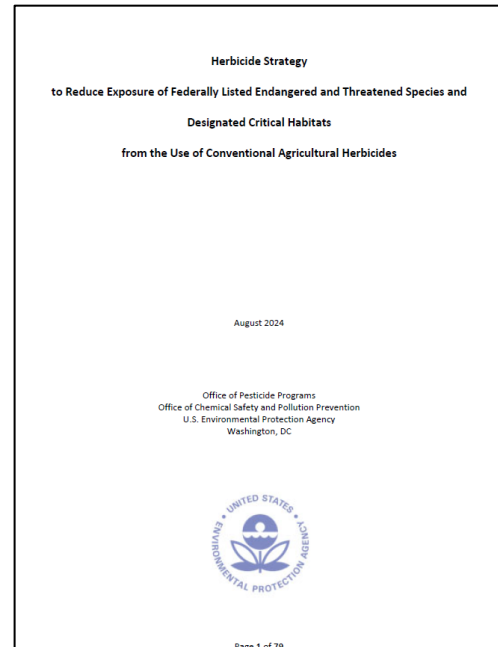 Herbicide Strategy
to Reduce Exposure of Federally Listed Endangered and Threatened Species and
Designated Critical Habitats
from the Use of Conventional Agricultural Herbicides
August 2024
Office of Pesticide Programs
Office of Chemical Safety and Pollution Prevention
U.S. Environmental Protection Agency
Washington, DC
UNITED STATES
ENVIRONMENTAL PROTECTION AGENCY
Page 1 of 79